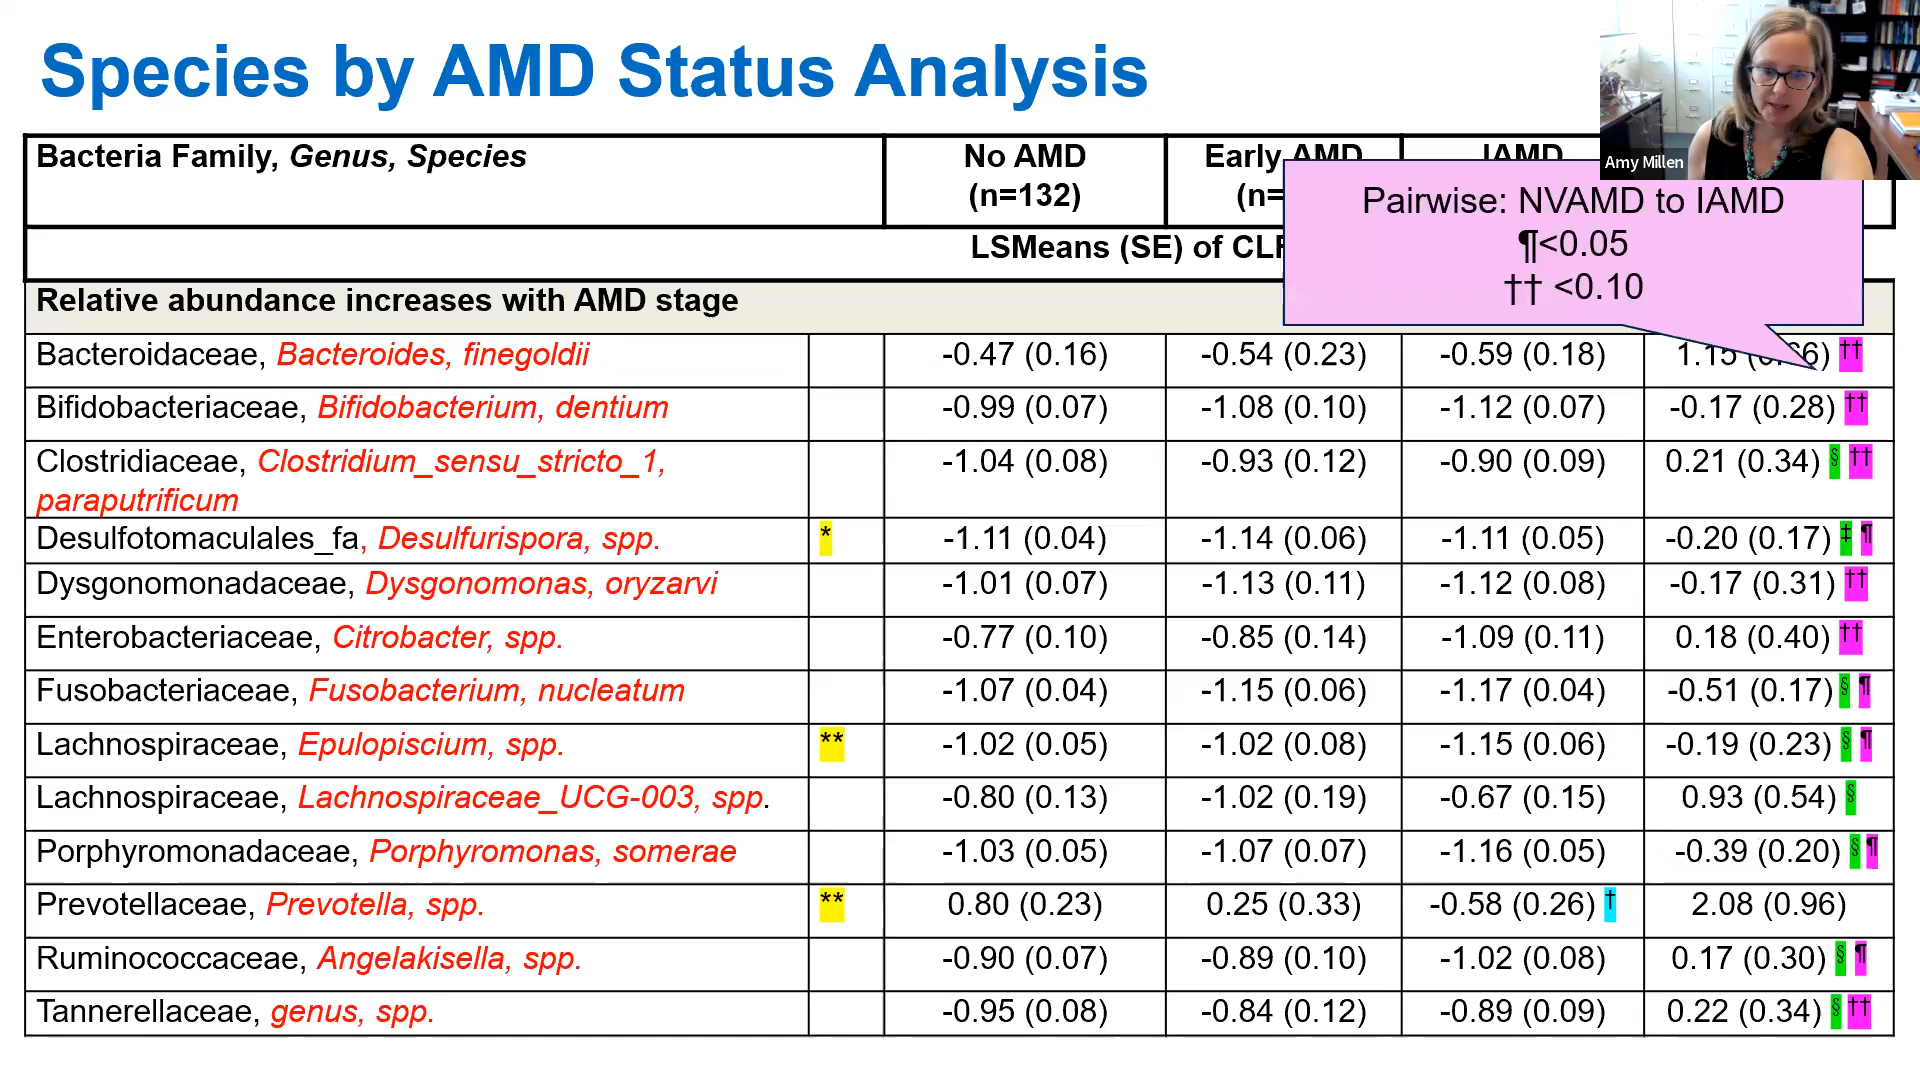 Species by AMD Status Analysis
Amy Millen
Bacteria Family, Genus, Species No AMD Early AMD IAMD
(n=132) (n=
Pairwise: NVAMD to IAMD
¶<0.05
†† <0.10
LSMeans (SE) of CLR
Relative abundance increases with AMD stage
Bacteroidaceae, Bacteroides, finegoldii -0.47 (0.16) -0.54 (0.23) -0.59 (0.18) 1.15 ††
Bifidobacteriaceae, Bifidobacterium, dentium -0.99 (0.07) -1.08 (0.10) -1.12 (0.07) -0.17 (0.28) ††
Clostridiaceae, Clostridium_sensu_stricto_1, -1.04 (0.08) -0.93 (0.12) -0.90 (0.09) 0.21 (0.34) § ††
paraputrificum
Desulfotomaculales_fa, Desulfurispora, spp. * -1.11 (0.04) -1.14 (0.06) -1.11 (0.05) -0.20 (0.17) ‡ ¶
Dysgonomonadaceae, Dysgonomonas, oryzarvi -1.01 (0.07) -1.13 (0.11) -1.12 (0.08) -0.17 (0.31) ††
Enterobacteriaceae, Citrobacter, spp. -0.77 (0.10) -0.85 (0.14) -1.09 (0.11) 0.18 (0.40) ††
Fusobacteriaceae, Fusobacterium, nucleatum -1.07 (0.04) -1.15 (0.06) -1.17 (0.04) -0.51 (0.17) § ¶
Lachnospiraceae, Epulopiscium, spp. ** -1.02 (0.05) -1.02 (0.08) -1.15 (0.06) -0.19 (0.23) § ¶
Lachnospiraceae, Lachnospiraceae_UCG-003, spp. -0.80 (0.13) -1.02 (0.19) -0.67 (0.15) 0.93 (0.54) §
Porphyromonadaceae, Porphyromonas, somerae -1.03 (0.05) -1.07 (0.07) -1.16 (0.05) -0.39 (0.20) § ¶
Prevotellaceae, Prevotella, spp. ** 0.80 (0.23) 0.25 (0.33) -0.58 (0.26) † 2.08 (0.96)
Ruminococcaceae, Angelakisella, spp. -0.90 (0.07) -0.89 (0.10) -1.02 (0.08) 0.17 (0.30) § ¶
Tannerellaceae, genus, spp. -0.95 (0.08) -0.84 (0.12) -0.89 (0.09) 0.22 (0.34) § ††